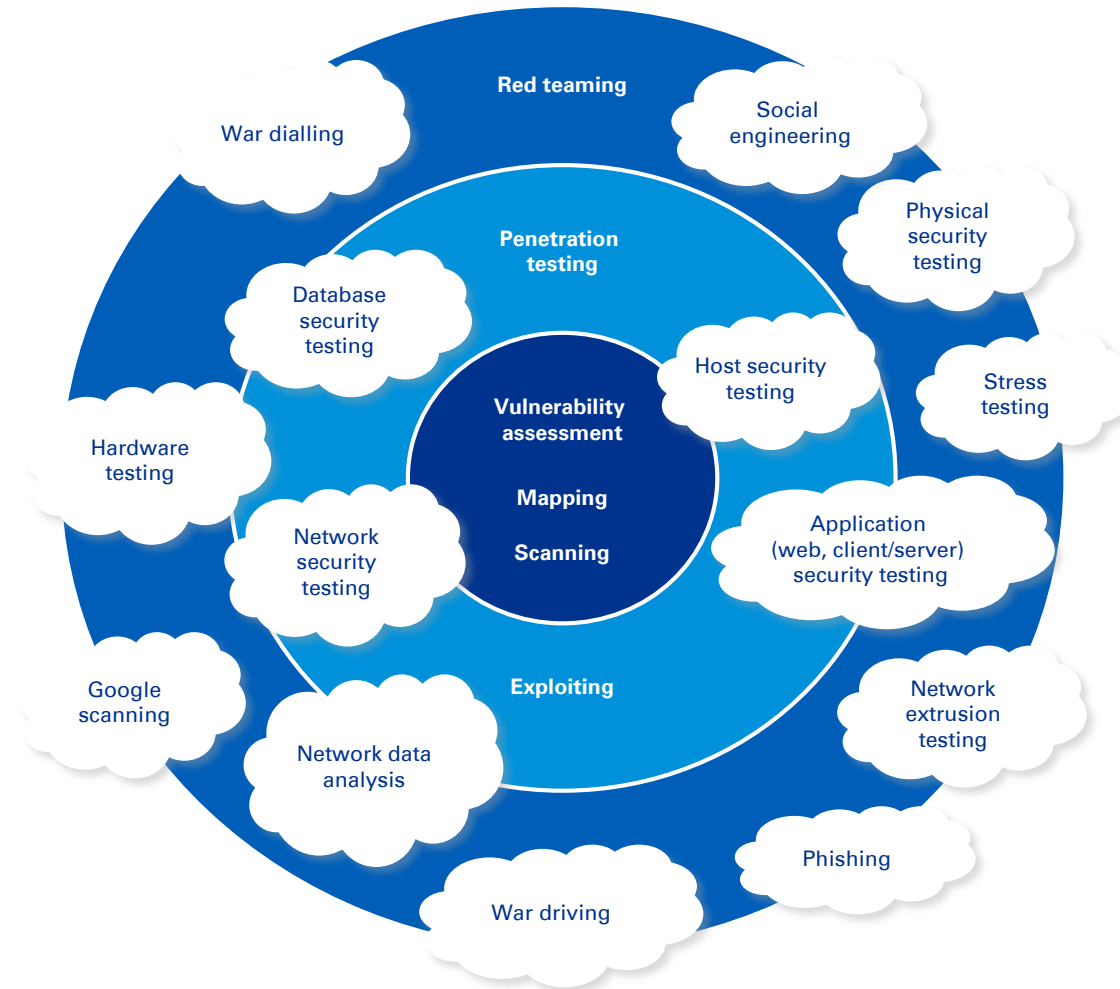 Red teaming
War dialling
Social
engineering
Physical
security
testing
Penetration
testing
Database
security
testing
Host security
testing
Stress
testing
Vulnerability
assessment
Mapping
Scanning
Hardware
testing
Network
security
testing
Application
(web, client/server)
security testing
Exploiting
Google
scanning
Network
extrusion
testing
Network data
analysis
Phishing
War driving